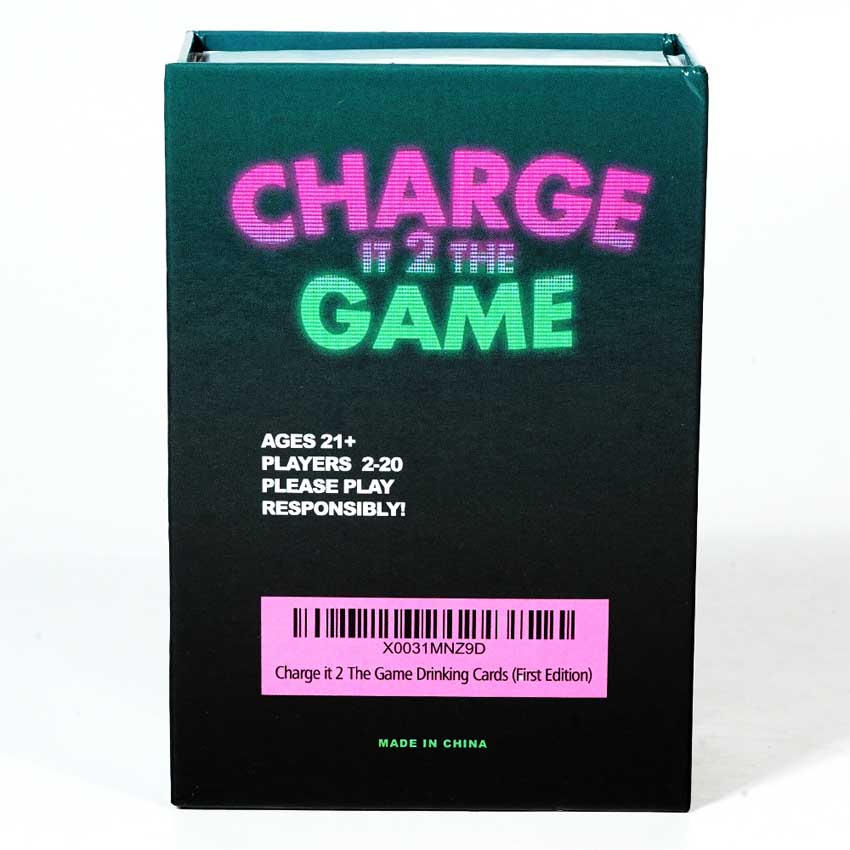 CHARGE
IT 2 THE
GAME
AGES 21+
PLAYERS 2-20
PLEASE PLAY
RESPONSIBLY!
X0031MNZ9D
Charge it 2 The Game Drinking Cards (First Edition)
MADE IN CHINA